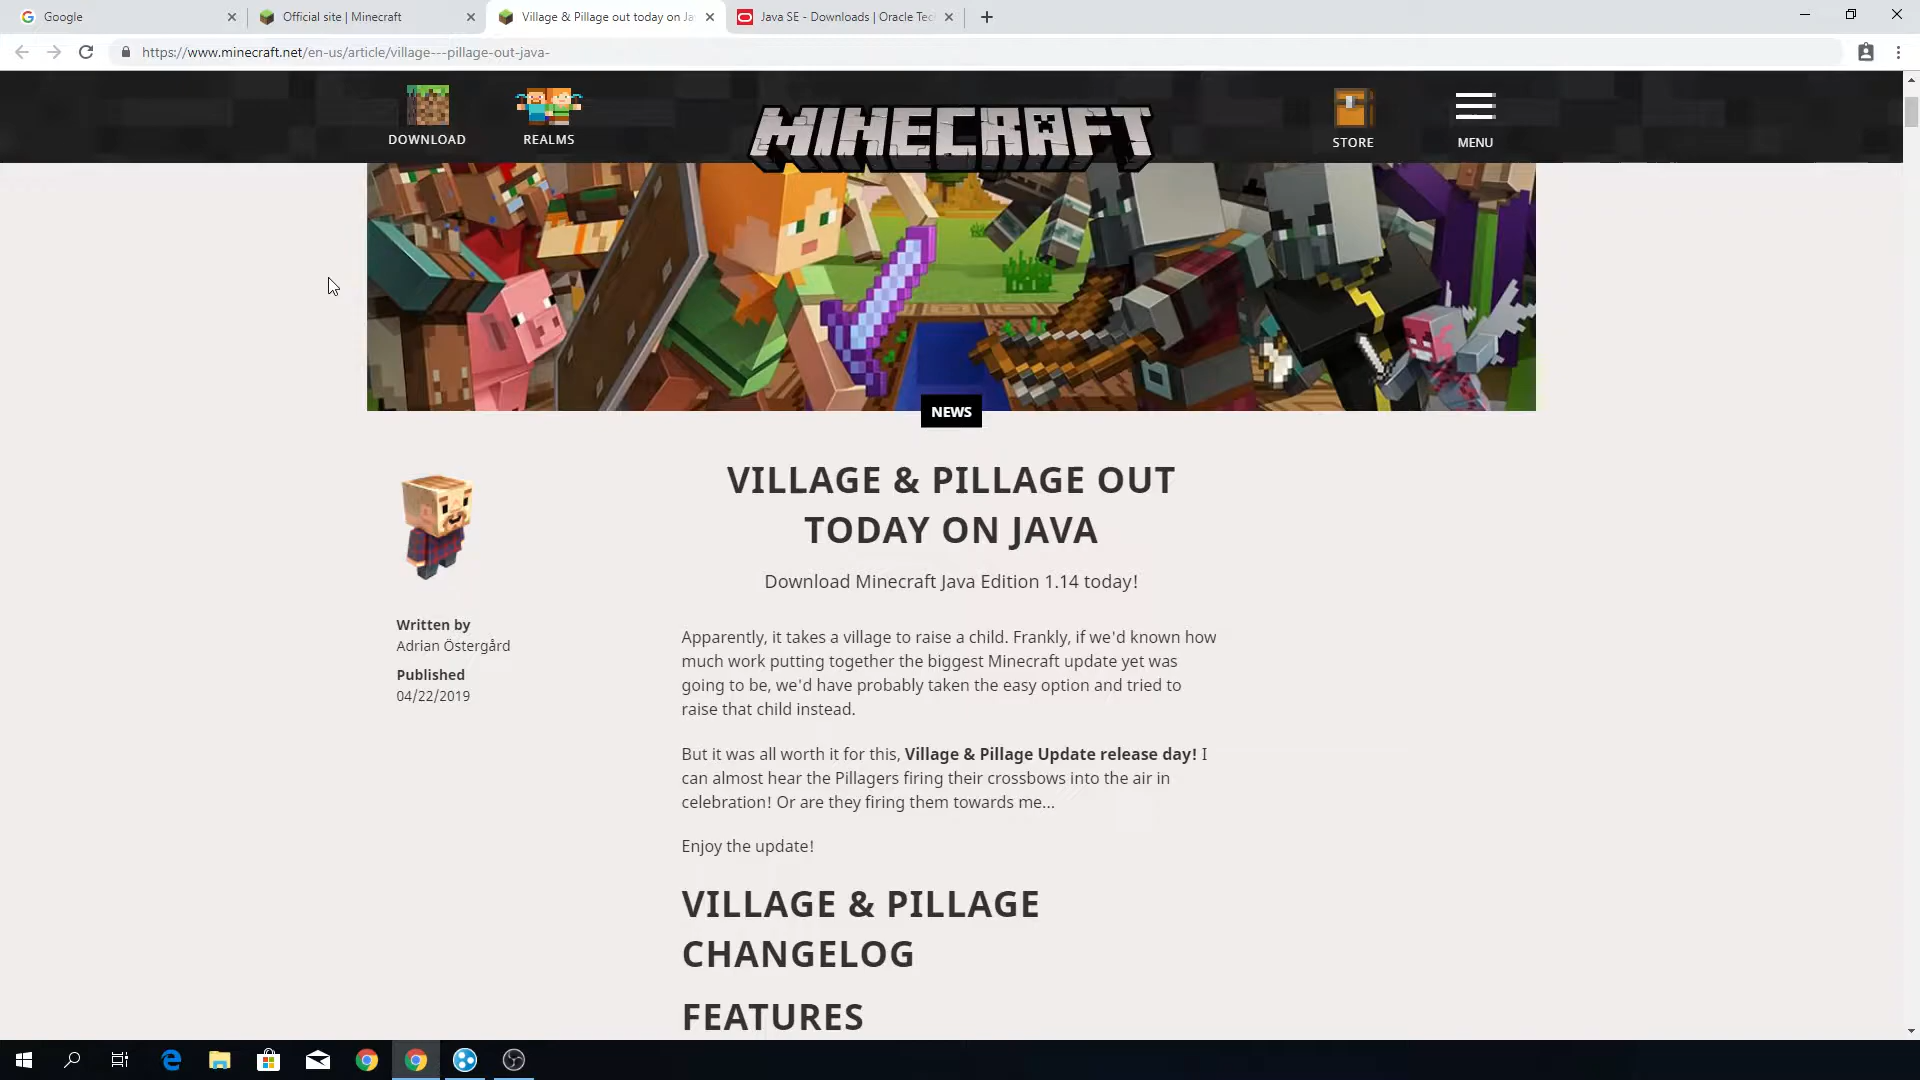 Google
Official site | Minecraft
Village & Pillage out today on Ja
Java SE - Downloads | Oracle Tec
https://www.minecraft.net/en-us/article/village---pillage-out-java-
DOWNLOAD
REALMS
MINECRAFT
STORE
MENU
NEWS
VILLAGE & PILLAGE OUT
TODAY ON JAVA
Download Minecraft Java Edition 1.14 today!
Written by
Adrian Östergård
Published
04/22/2019
Apparently, it takes a village to raise a child. Frankly, if we'd known how
much work putting together the biggest Minecraft update yet was
going to be, we'd have probably taken the easy option and tried to
raise that child instead.
But it was all worth it for this, Village & Pillage Update release day! I
can almost hear the Pillagers firing their crossbows into the air in
celebration! Or are they firing them towards me...
Enjoy the update!
VILLAGE & PILLAGE
CHANGELOG
FEATURES